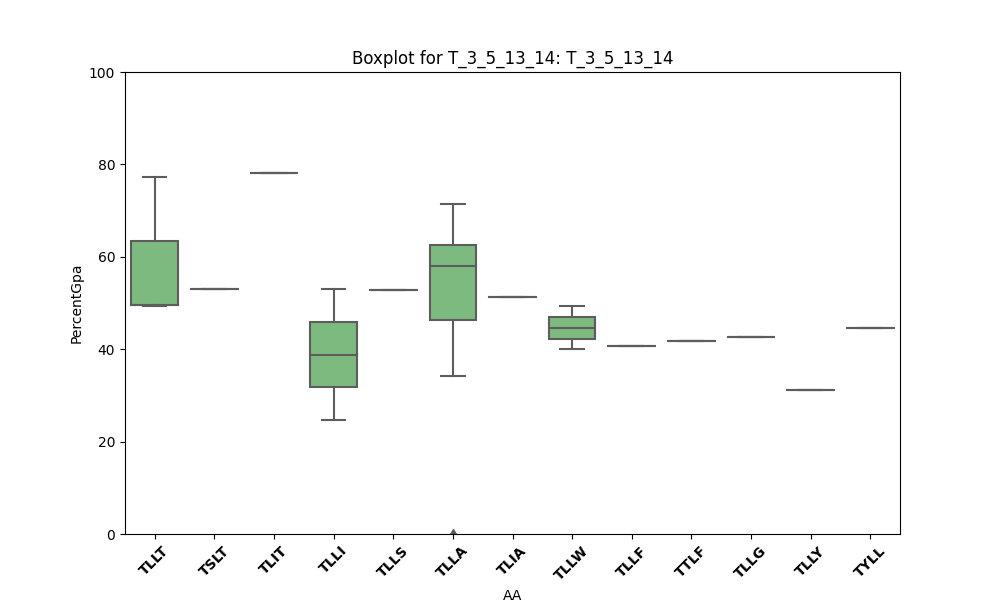 Boxplot for T_3_5_13_14: T_3_5_13_14
100
80
60
40
20
0
PercentGpa
TLLT TSLT TLIT TLLI TLLS TLLA TLIA TLLW TLLF TTLF TLLG TLLY TYLL
AA